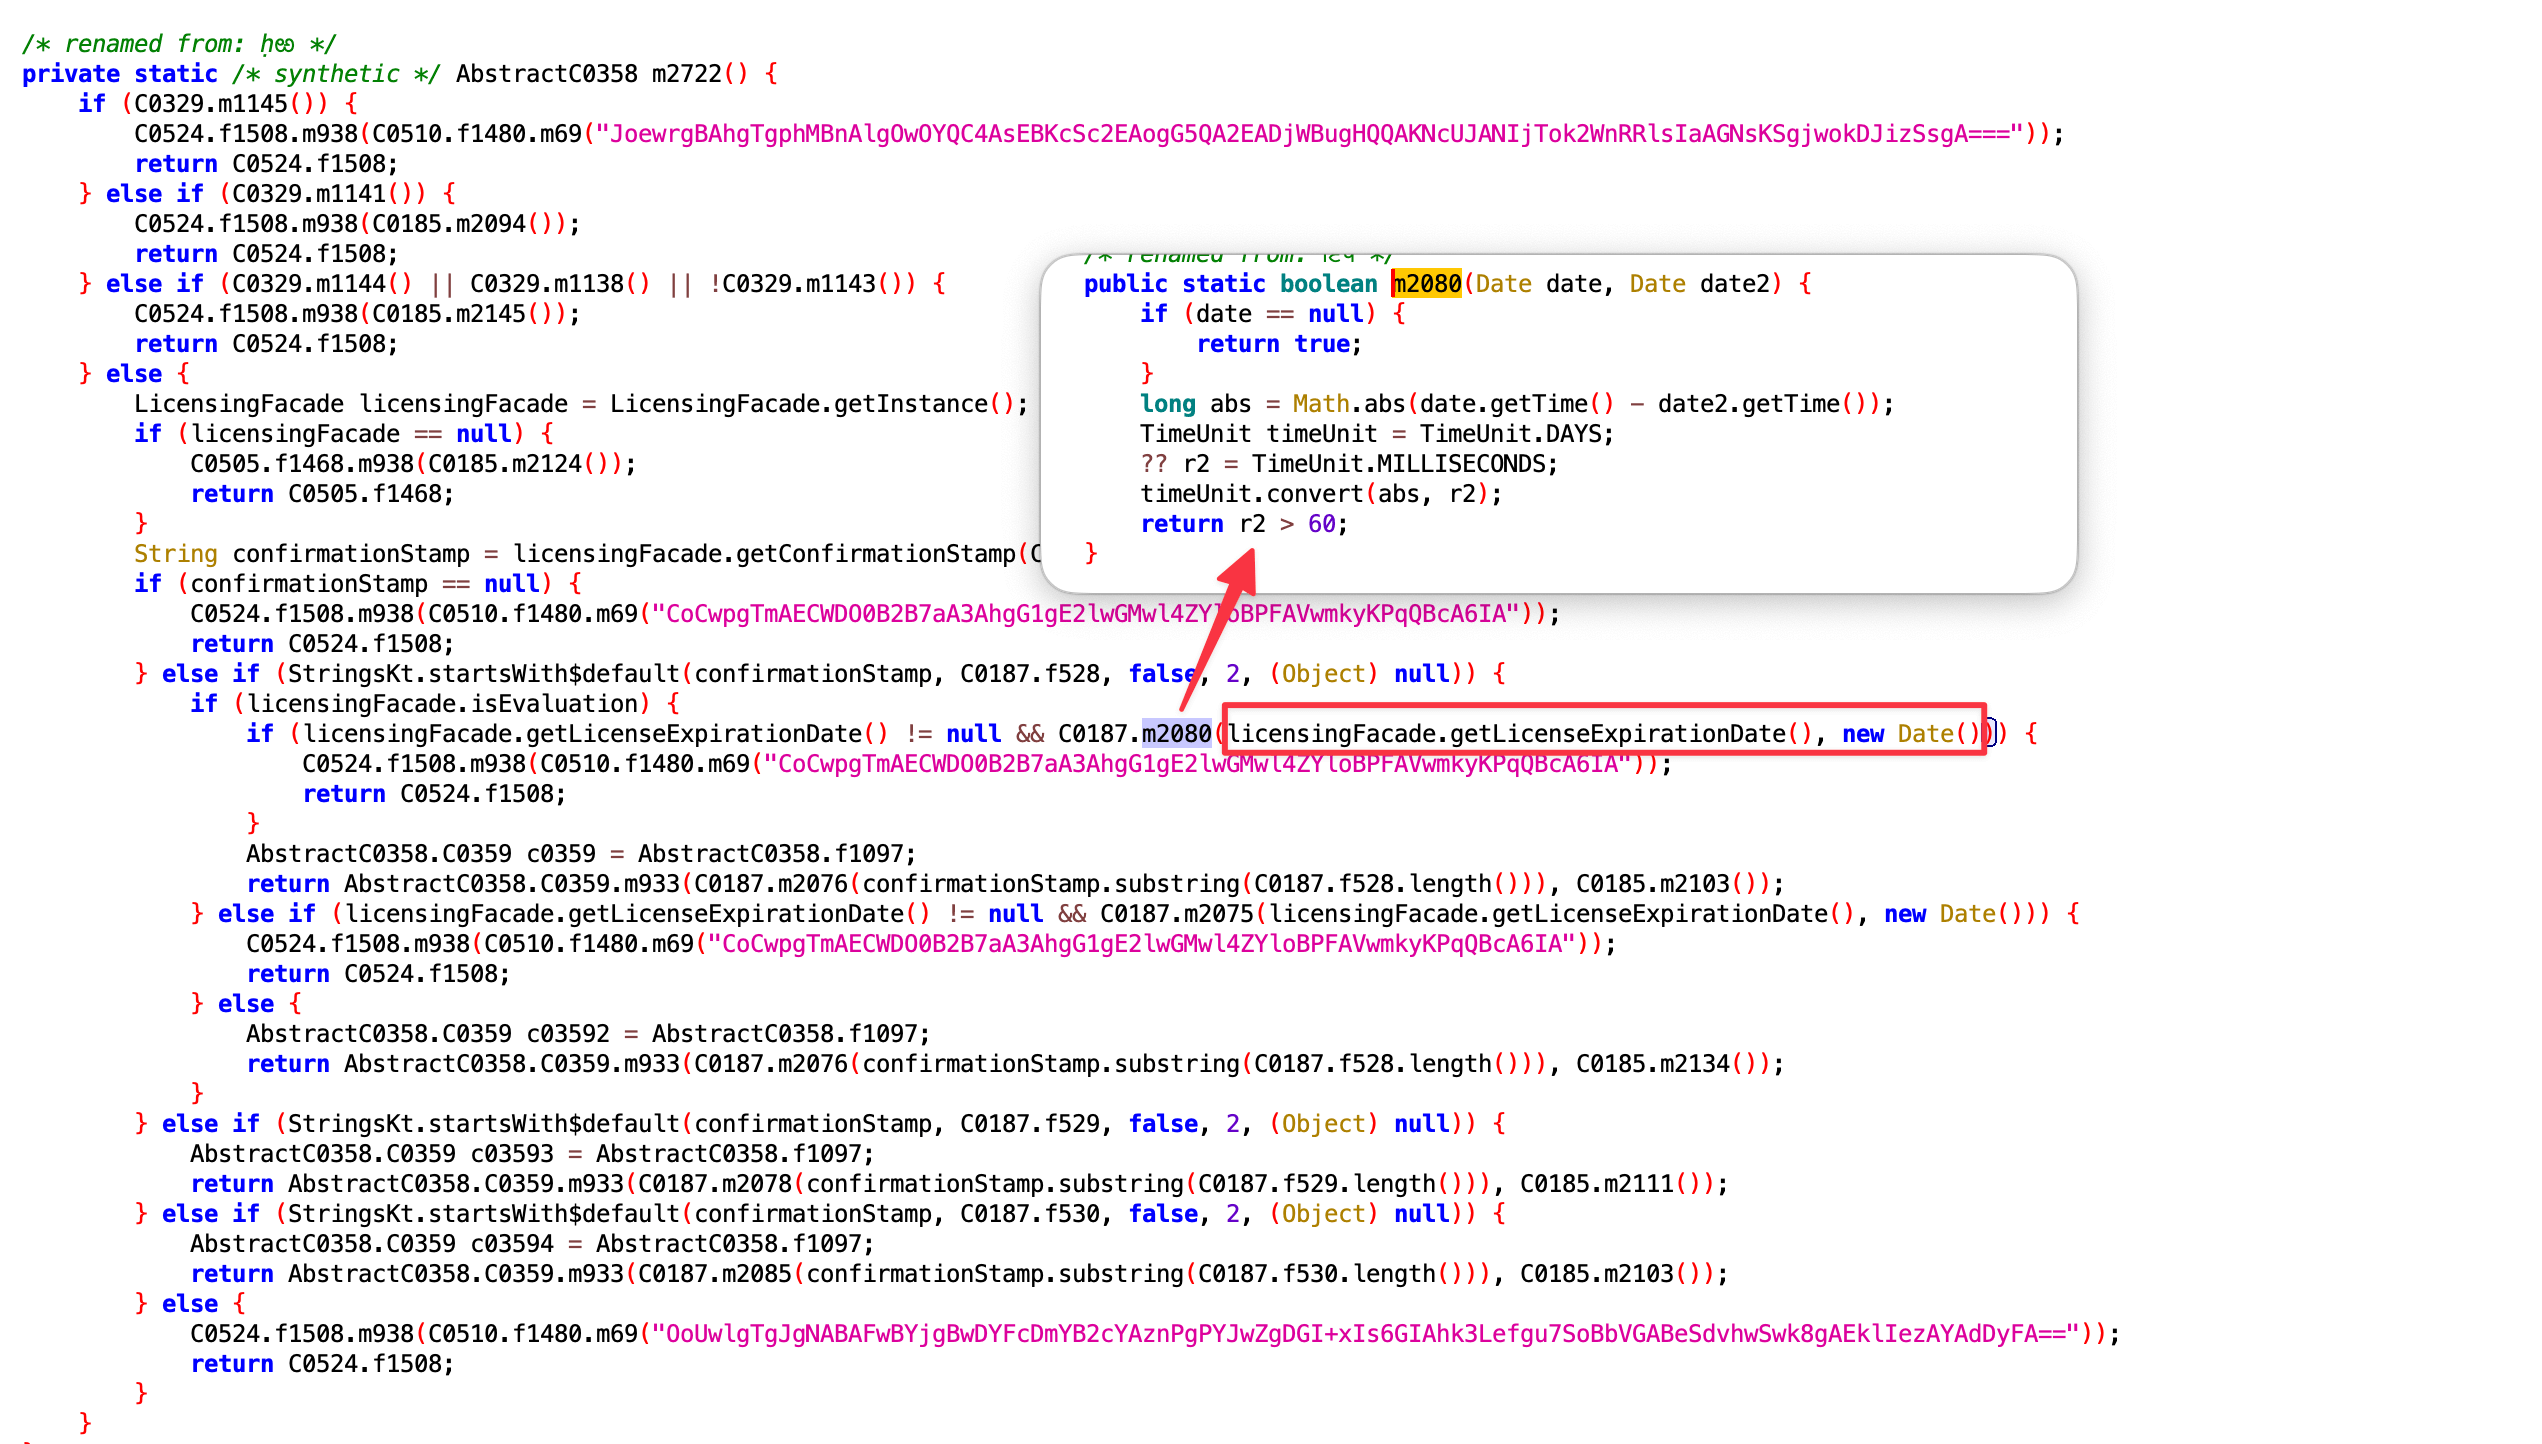 /* renamed from: ḥ */
private static /* synthetic */ AbstractC0358 m2722() {
if (C0329.m1145()) {
C0524.f1508.m938(C0510.f1480.m69("JoewrgBAhgTgphMBnAlgOwOYQC4AsEBKcSc2EAogG5QA2EADjWBugHQQAKNcUJANIjTok2WnRRlsIaAGNsKSgjwokDJizSsgA==="));
return C0524.f1508;
} else if (C0329.m1141()) {
C0524.f1508.m938(C0185.m2094());
return C0524.f1508;
} else if (C0329.m1144() || C0329.m1138() || !C0329.m1143()) {
C0524.f1508.m938(C0185.m2145());
return C0524.f1508;
} else {
LicensingFacade licensingFacade = LicensingFacade.getInstance();
if (licensingFacade == null) {
C0505.f1468.m938(C0185.m2124());
return C0505.f1468;
}
String confirmationStamp = licensingFacade.getConfirmationStamp(
if (confirmationStamp == null) {
C0524.f1508.m938(C0510.f1480.m69("CoCwpgTmAECWDO0B2B7aA3AhgG1gE2lwGMwl4ZYloBPFAVwmkyKPqQBcA6IA"));
return C0524.f1508;
} else if (StringsKt.startsWith$default(confirmationStamp, C0187.f528, false, 2, (Object) null)) {
if (licensingFacade.isEvaluation) {
if (licensingFacade.getLicenseExpirationDate() != null && C0187.m2080(licensingFacade.getLicenseExpirationDate(), new Date())) {
C0524.f1508.m938(C0510.f1480.m69("CoCwpgTmAECWDO0B2B7aA3AhgG1gE2lwGMwl4ZYloBPFAVwmkyKPqQBcA6IA"));
return C0524.f1508;
}
AbstractC0358.C0359 c0359 = AbstractC0358.f1097;
return AbstractC0358.C0359.m933(C0187.m2076(confirmationStamp.substring(C0187.f528.length())), C0185.m2103());
} else if (licensingFacade.getLicenseExpirationDate() != null && C0187.m2075(licensingFacade.getLicenseExpirationDate(), new Date())) {
C0524.f1508.m938(C0510.f1480.m69("CoCwpgTmAECWDO0B2B7aA3AhgG1gE2lwGMwl4ZYloBPFAVwmkyKPqQBcA6IA"));
return C0524.f1508;
} else {
AbstractC0358.C0359 c03592 = AbstractC0358.f1097;
return AbstractC0358.C0359.m933(C0187.m2076(confirmationStamp.substring(C0187.f528.length())), C0185.m2134());
}
} else if (StringsKt.startsWith$default(confirmationStamp, C0187.f529, false, 2, (Object) null)) {
AbstractC0358.C0359 c03593 = AbstractC0358.f1097;
return AbstractC0358.C0359.m933(C0187.m2078(confirmationStamp.substring(C0187.f529.length())), C0185.m2111());
} else if (StringsKt.startsWith$default(confirmationStamp, C0187.f530, false, 2, (Object) null)) {
AbstractC0358.C0359 c03594 = AbstractC0358.f1097;
return AbstractC0358.C0359.m933(C0187.m2085(confirmationStamp.substring(C0187.f530.length())), C0185.m2103());
} else {
C0524.f1508.m938(C0510.f1480.m69("OoUwlgTgJgNABAFwBYjgBwDYFcDmYB2cYAznPgPYJwZgDGI+xIs6GIAhk3Lefgu7SoBbVGABeSdvhwSwk8gAEklIezAYAdDyFA=="));
return C0524.f1508;
}
}
/* renamed from: */
public static boolean m2080(Date date, Date date2) {
if (date == null) {
return true;
}
long abs = Math.abs(date.getTime() - date2.getTime());
TimeUnit timeUnit = TimeUnit.DAYS;
?? r2 = TimeUnit.MILLISECONDS;
timeUnit.convert(abs, r2);
return r2 > 60;
}